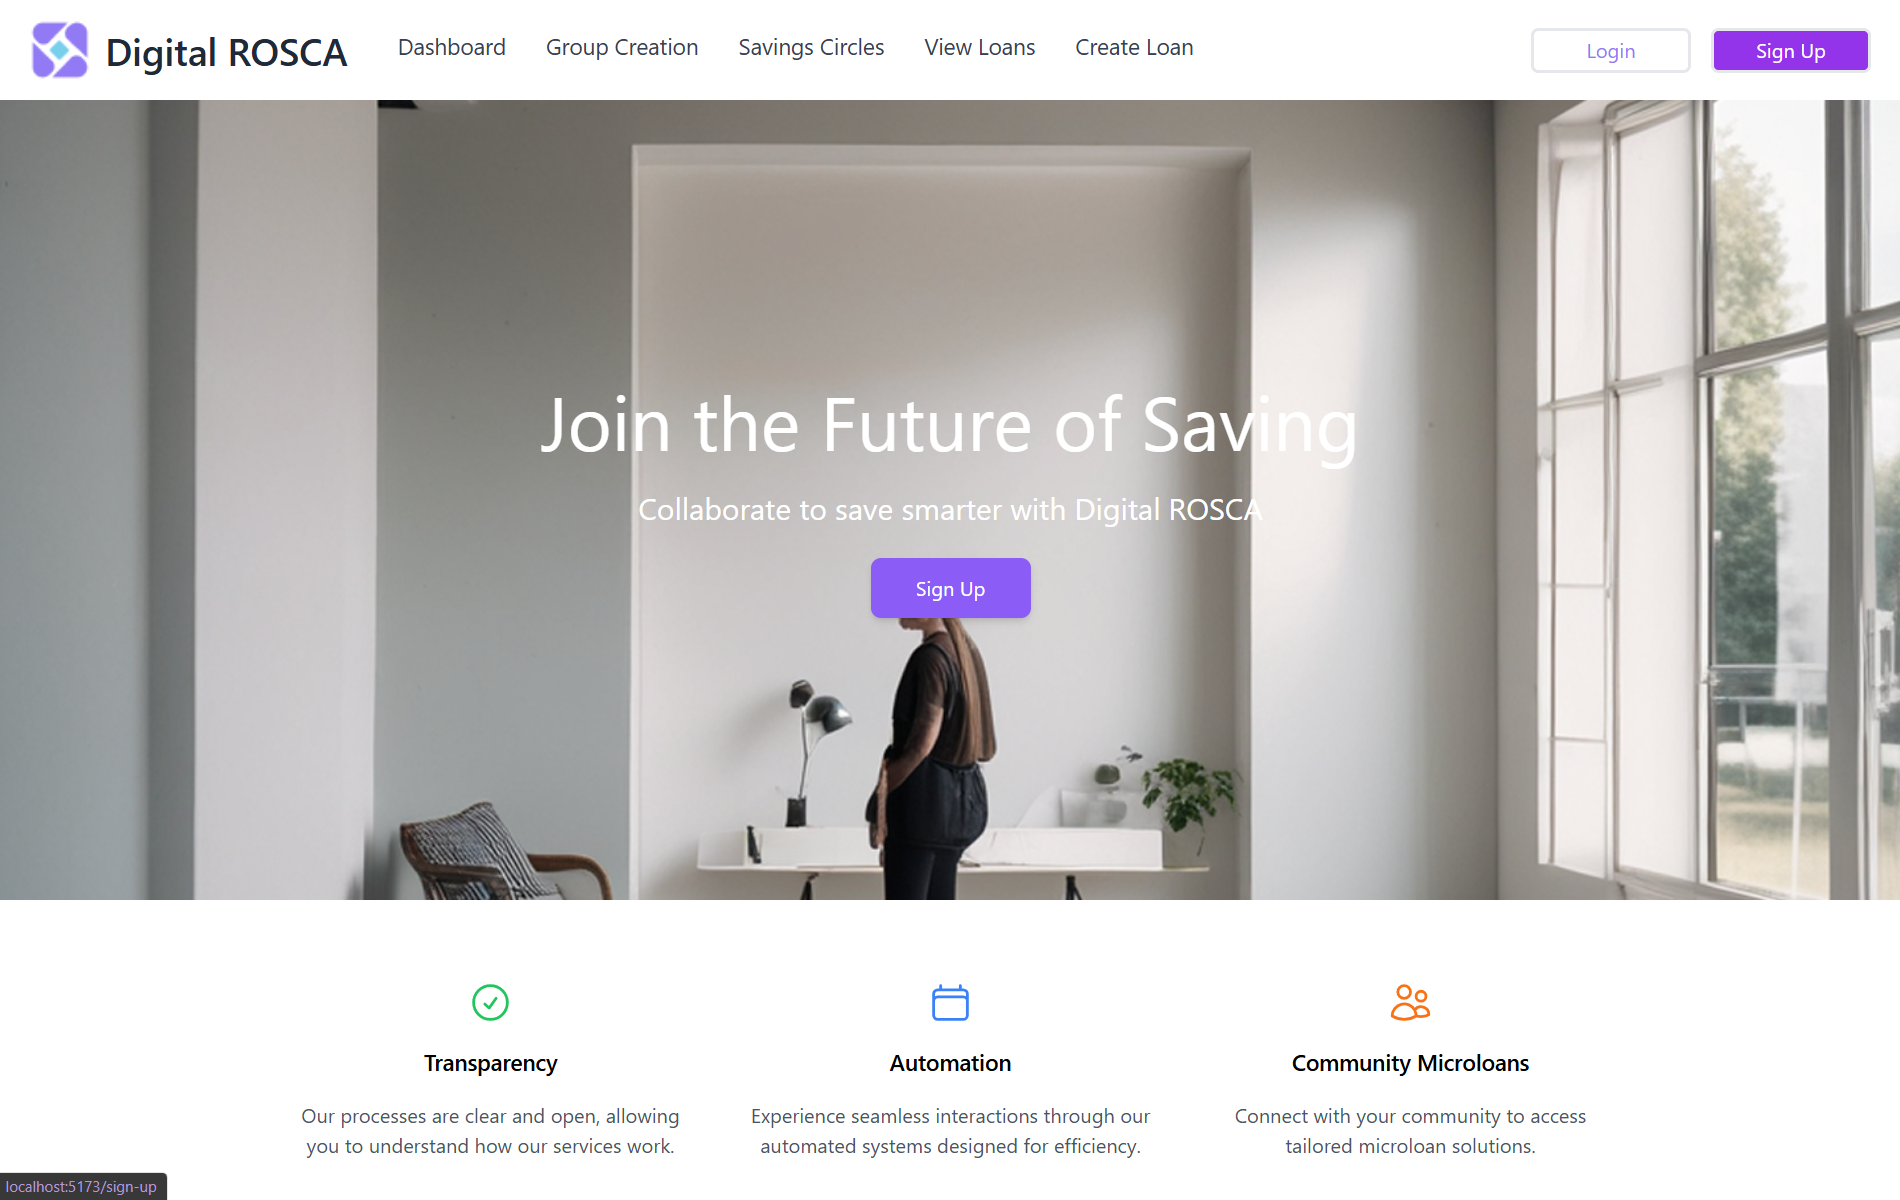 Digital ROSCA
Dashboard
Group Creation
Savings Circles
View Loans
Create Loan
Login
Sign Up
Join the Future of Saving
Collaborate to save smarter with Digital ROSCA
Sign Up
Transparency
Our processes are clear and open, allowing
you to understand how our services work.
Automation
Experience seamless interactions through our
automated systems designed for efficiency.
Community Microloans
Connect with your community to access
tailored microloan solutions.
localhost:5173/sign-up